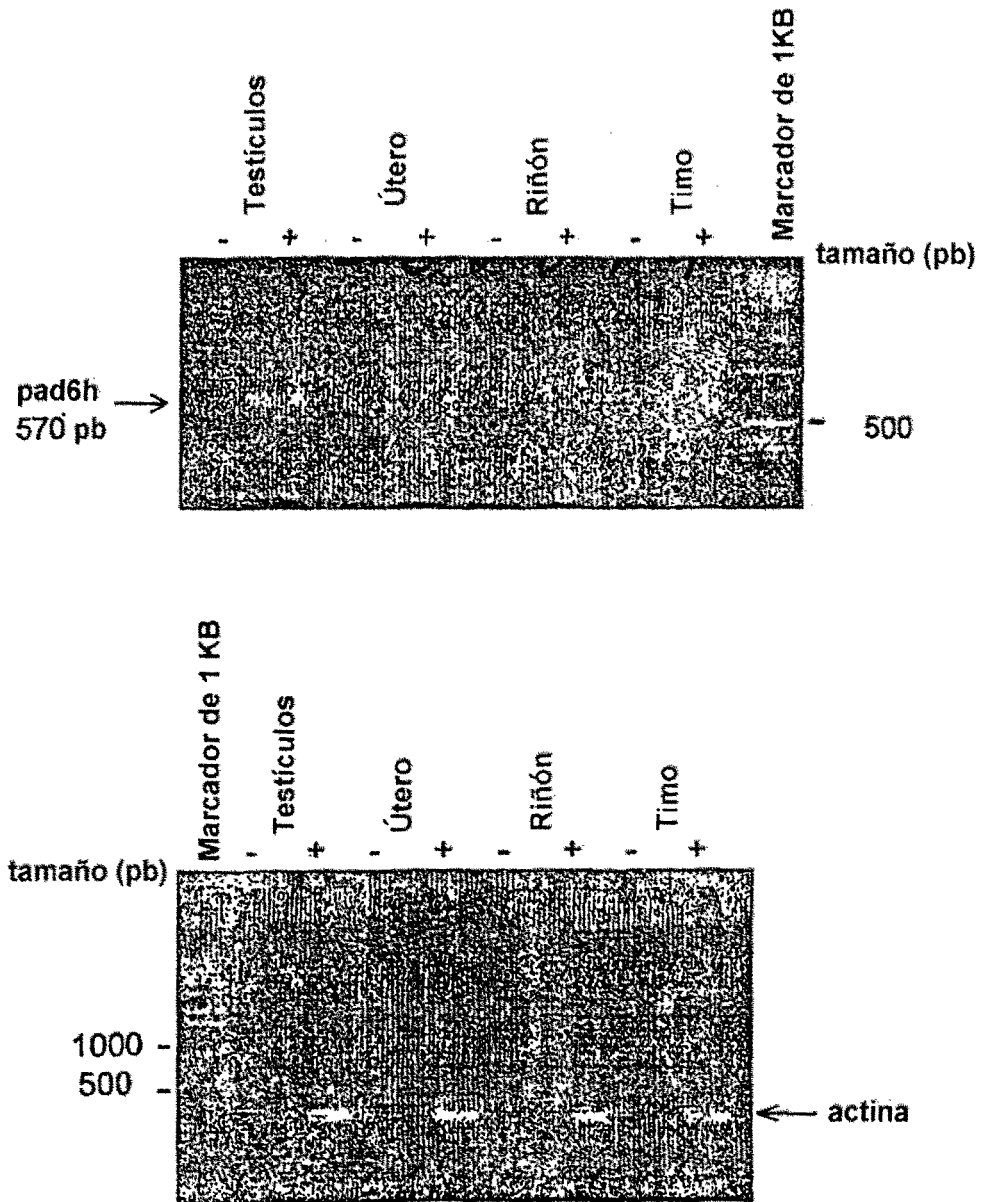 Testículos
Útero
Riñón
Timo
Marcador de 1KB
- + - + - + - +
tamaño (pb)
pad6h
570 pb
- 500
Marcador de 1 KB
Testículos
Útero
Riñón
Timo
- + - + - + - +
tamaño (pb)
1000 -
500 -
actina